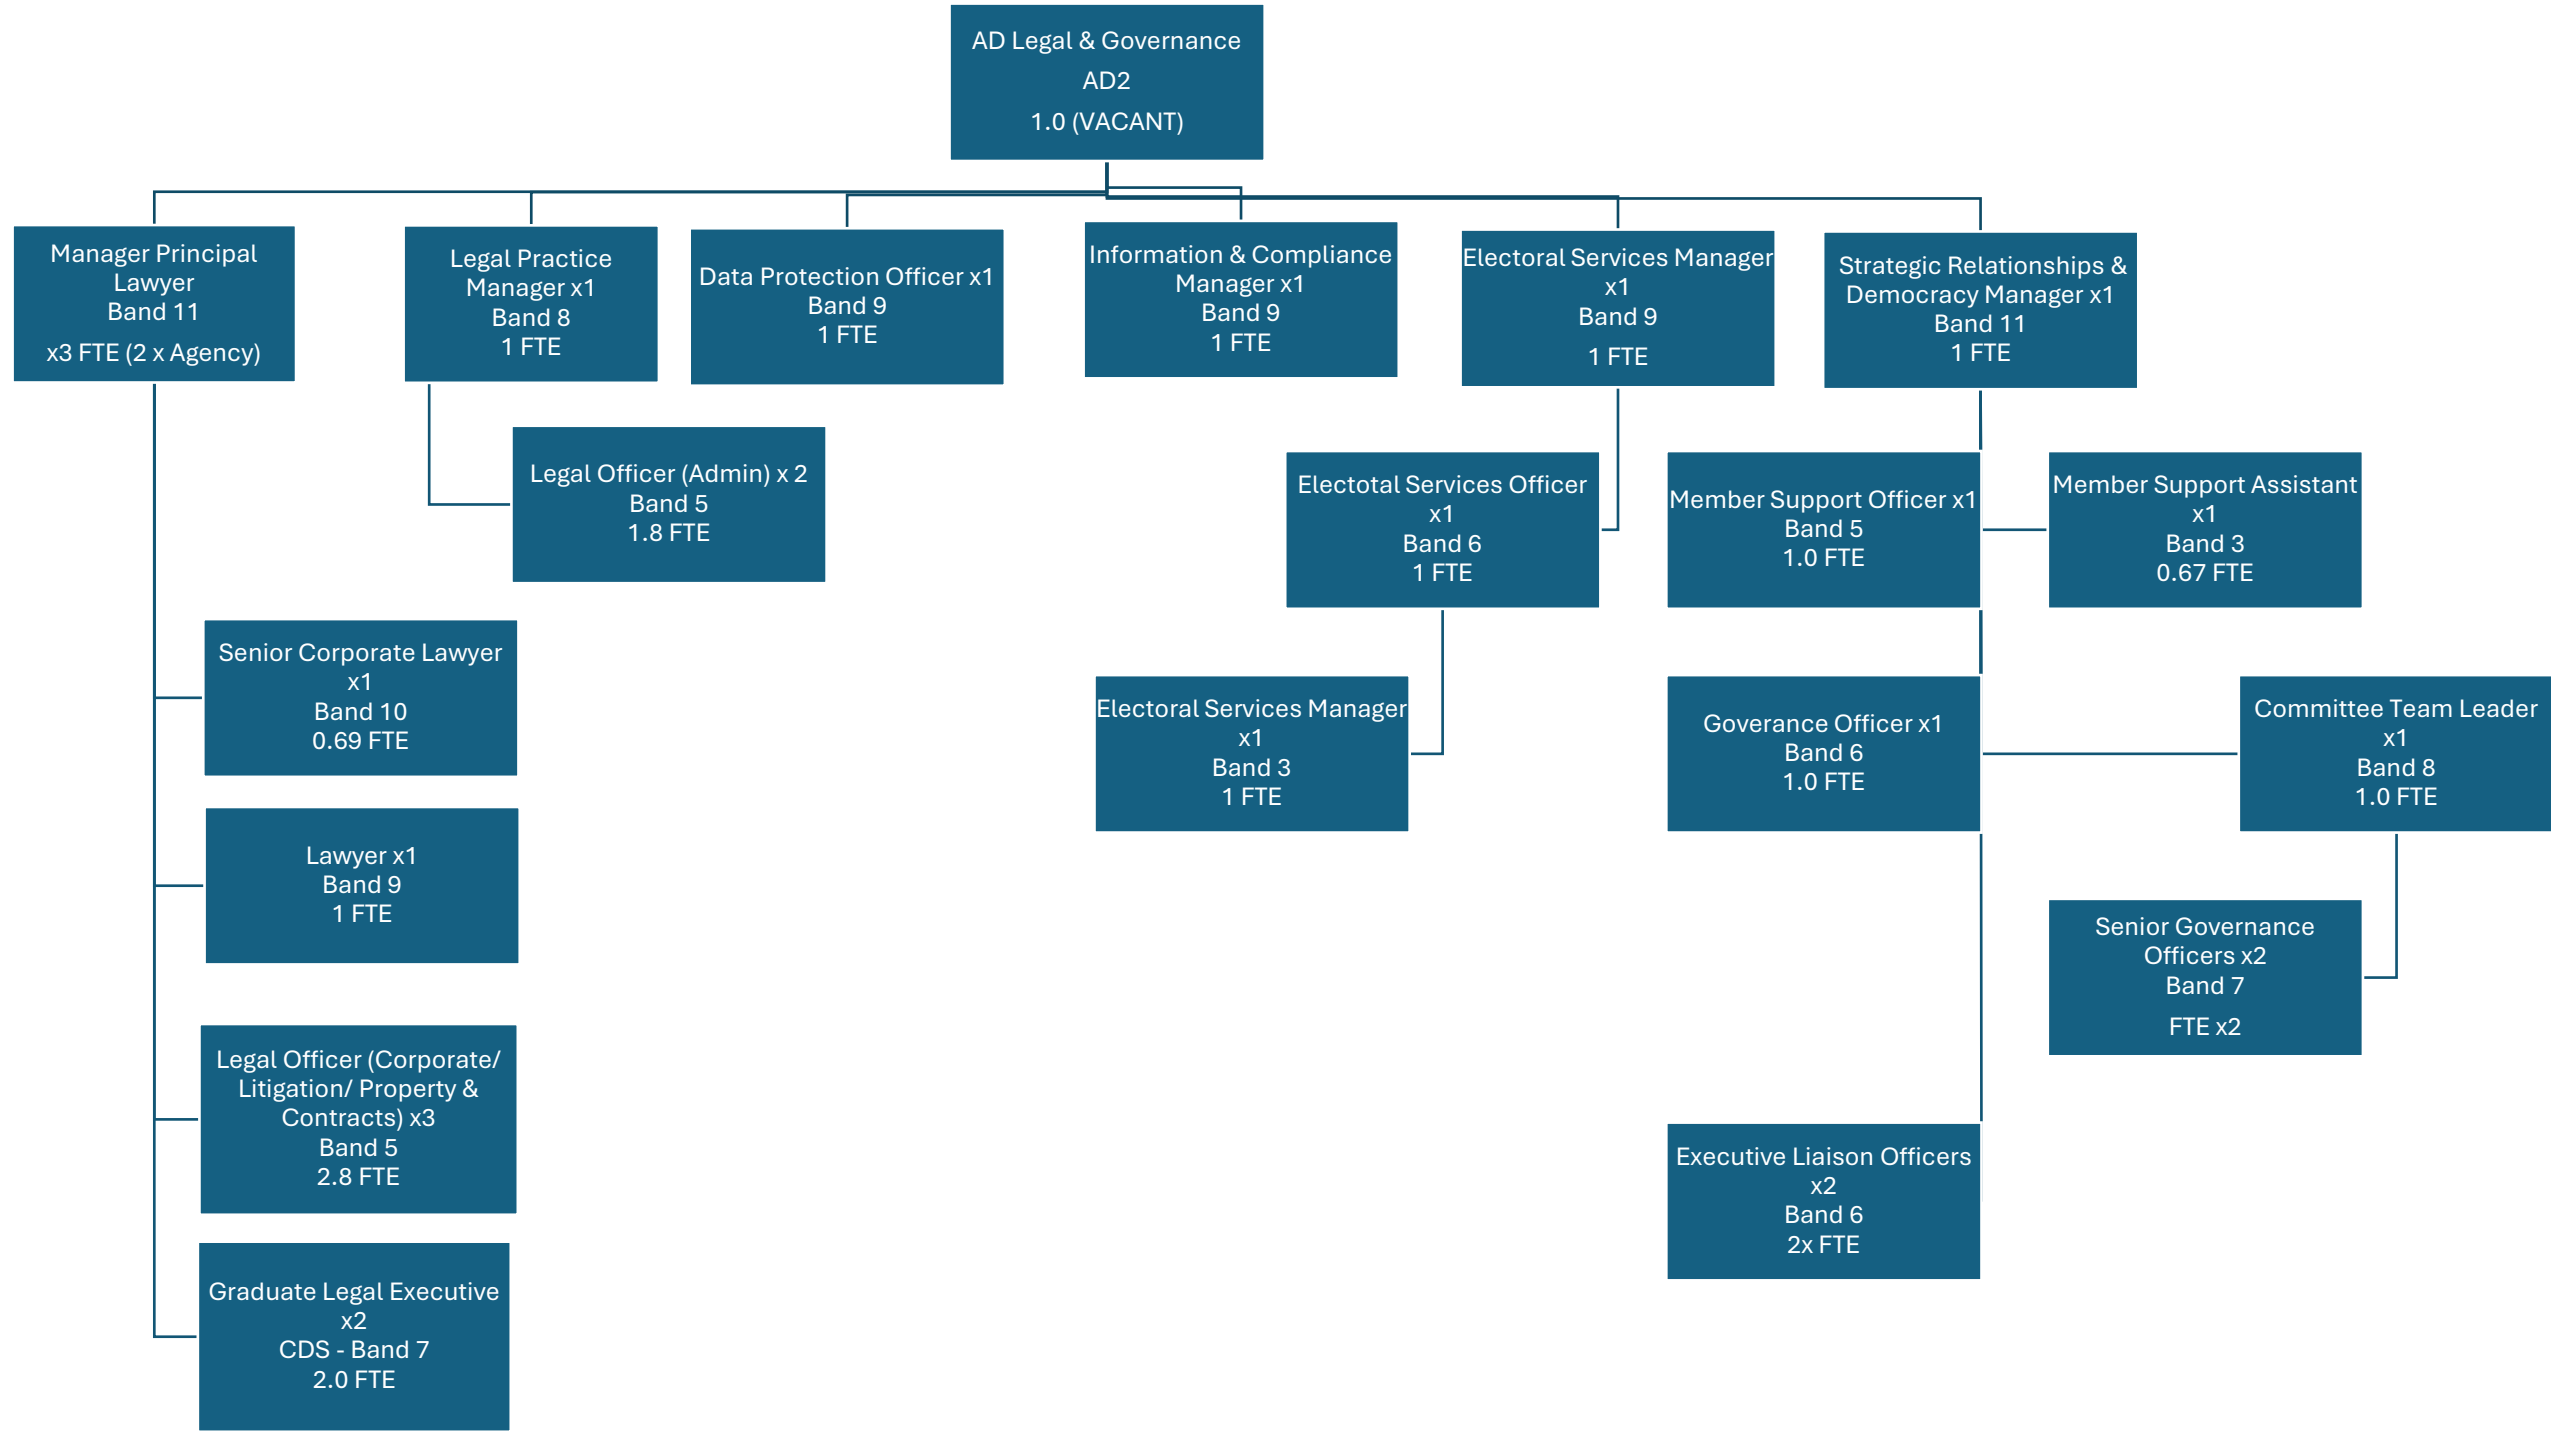 AD Legal & Governance
AD2
1.0 (VACANT)
Manager Principal
Lawyer
Band 11
x3 FTE (2 x Agency)
Legal Practice
Manager x1
Band 8
1 FTE
Data Protection Officer x1
Band 9
1 FTE
Information & Compliance
Manager x1
Band 9
1 FTE
Electoral Services Manager
x1
Band 9
1 FTE
Strategic Relationships &
Democracy Manager x1
Band 11
1 FTE
Legal Officer (Admin) x 2
Band 5
1.8 FTE
Electotal Services Officer
x1
Band 6
1 FTE
Member Support Officer x1
Band 5
1.0 FTE
Member Support Assistant
x1
Band 3
0.67 FTE
Senior Corporate Lawyer
x1
Band 10
0.69 FTE
Electoral Services Manager
x1
Band 3
1 FTE
Goverance Officer x1
Band 6
1.0 FTE
Committee Team Leader
x1
Band 8
1.0 FTE
Lawyer x1
Band 9
1 FTE
Senior Governance
Officers x2
Band 7
FTE x2
Legal Officer (Corporate/
Litigation/ Property &
Contracts) x3
Band 5
2.8 FTE
Executive Liaison Officers
x2
Band 6
2x FTE
Graduate Legal Executive
x2
CDS - Band 7
2.0 FTE